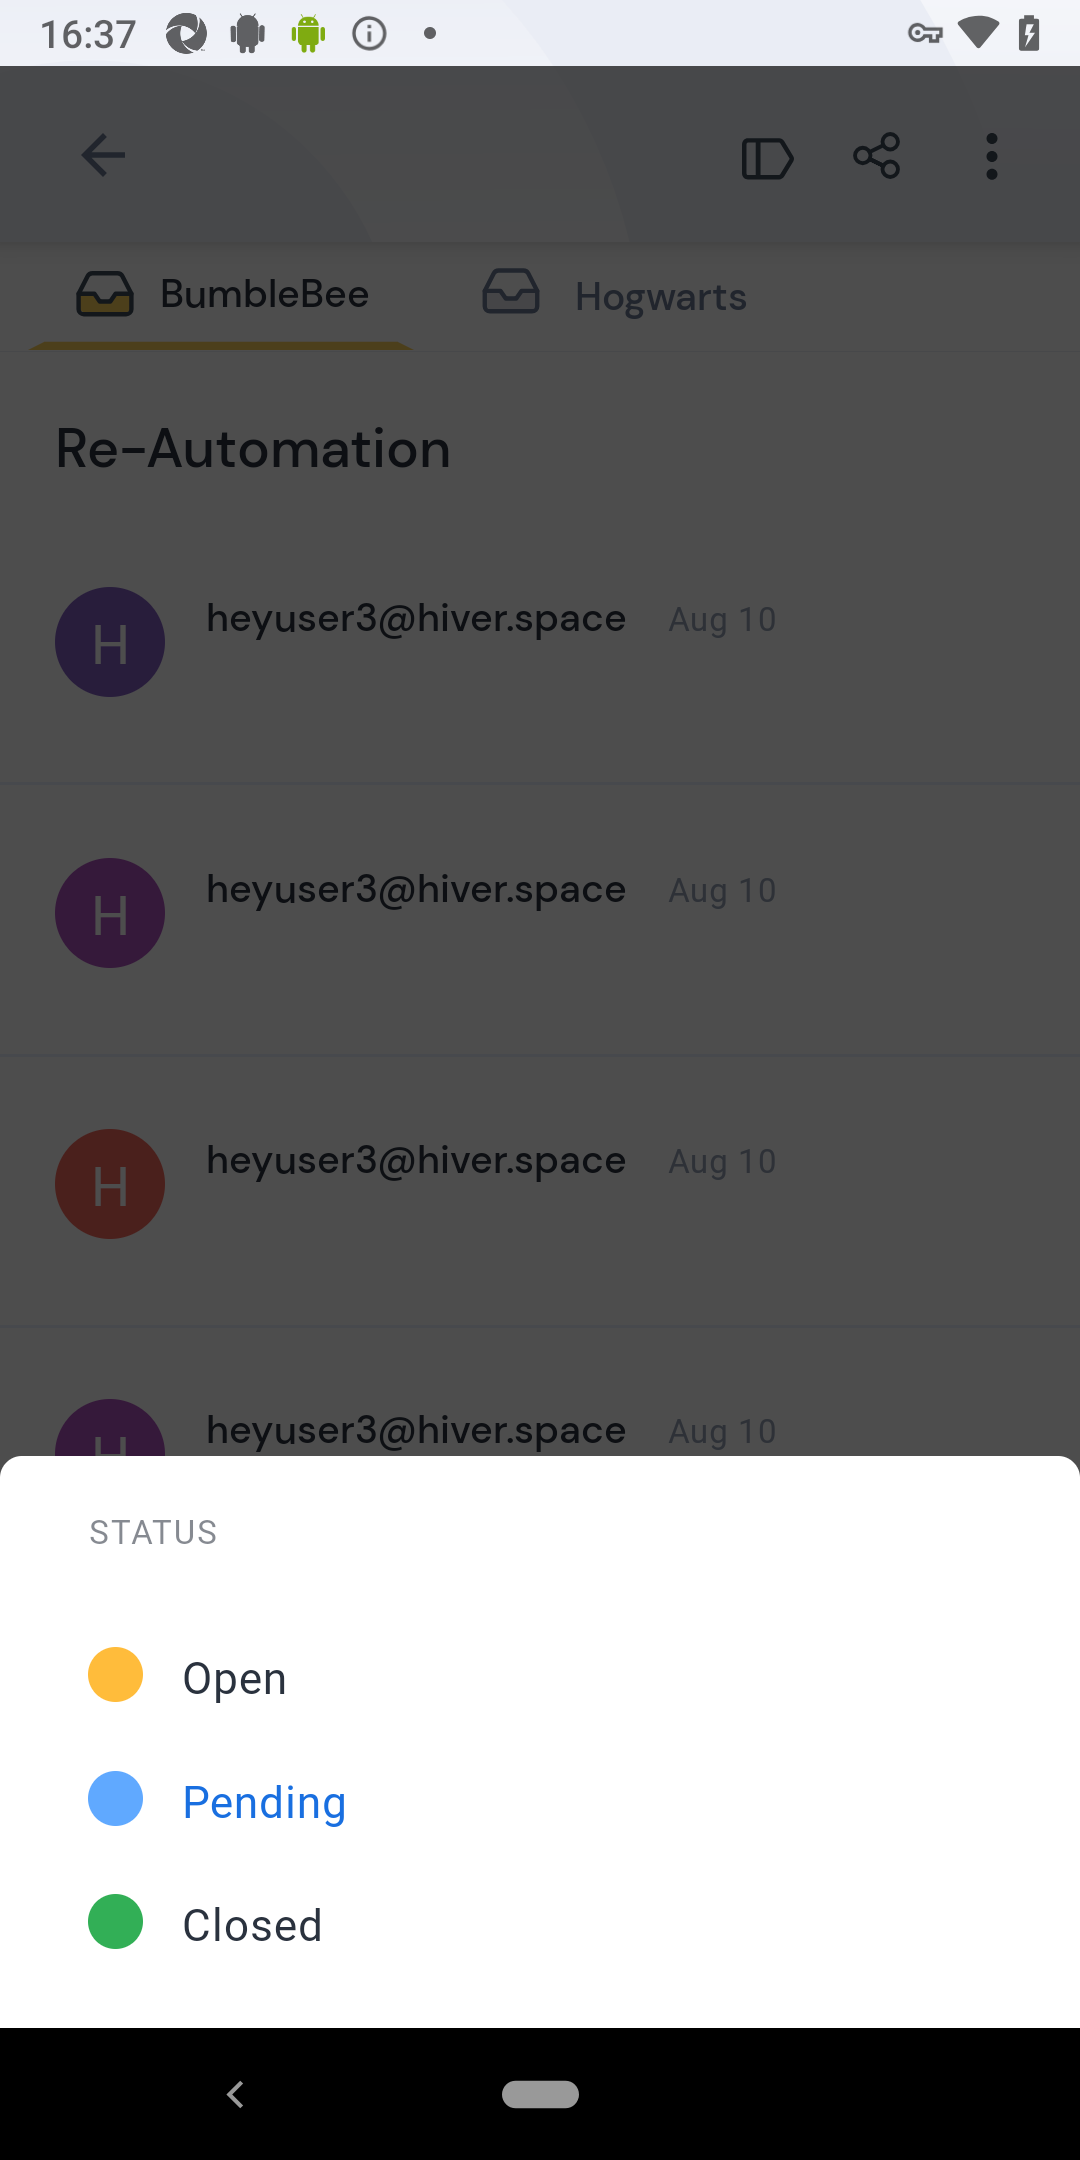 16:37
BumbleBee
Hogwarts
Re-Automation
H
heyuser3@hiver.space Aug 10
H
heyuser3@hiver.space Aug 10
H
heyuser3@hiver.space Aug 10
H
heyuser3@hiver.space Aug 10
STATUS
Open
Pending
Closed